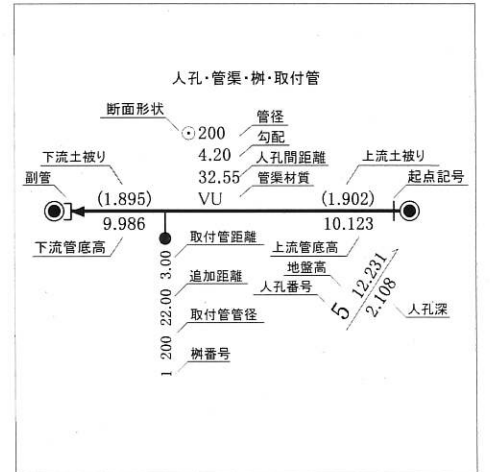 人孔・管渠・桝・取付管
断面形状
200
管径
4.20
勾配
下流土被り
32.55
人孔間距離
上流土被り
副管
VU
管渠材質
起点記号
(1.895)
(1.902)
9.986
10.123
下流管底高
取付管距離
上流管底高
3.00
地盤高
12.231
追加距離
人孔番号
5
2.108
人孔深
22.00
取付管管径
200
桝番号
1